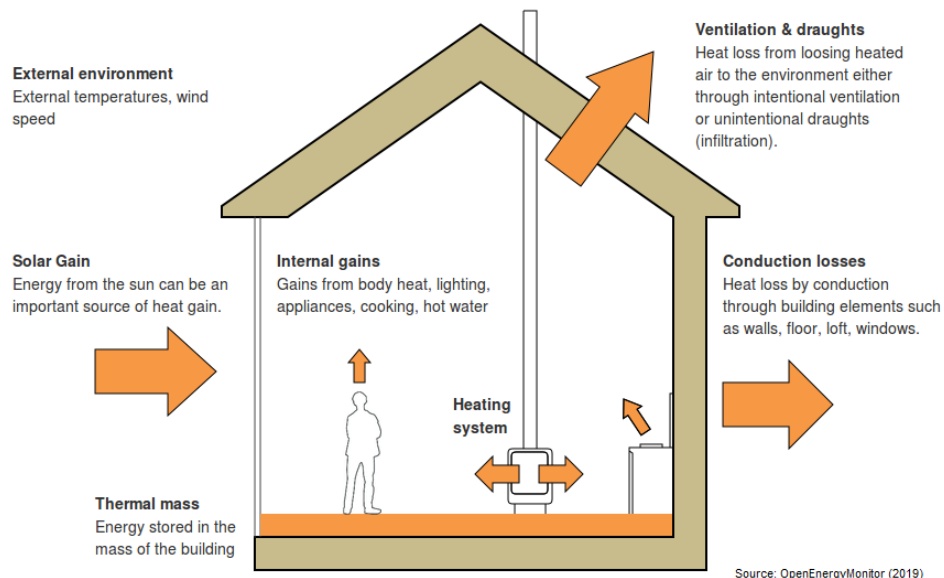 External environment
External temperatures, wind
speed
Ventilation & draughts
Heat loss from loosing heated
air to the environment either
through intentional ventilation
or unintentional draughts
(infiltration).
Solar Gain
Energy from the sun can be an
important source of heat gain.
Internal gains
Gains from body heat, lighting,
appliances, cooking, hot water
Conduction losses
Heat loss by conduction
through building elements such
as walls, floor, loft, windows.
Heating
system
Thermal mass
Energy stored in the
mass of the building
Source: OpenEnergyMonitor (2019)